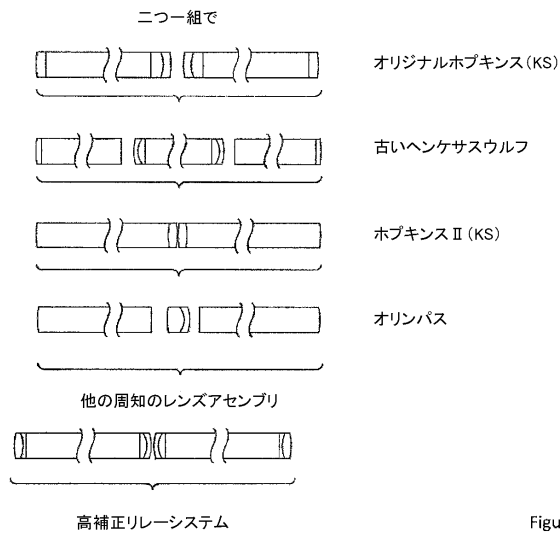 二つ一組で
オリジナルホプキンス(KS)
古いヘンケサスウルフ
ホプキンス II (KS)
オリンパス
他の周知のレンズアセンブリ
高補正リレーシステム
Figu